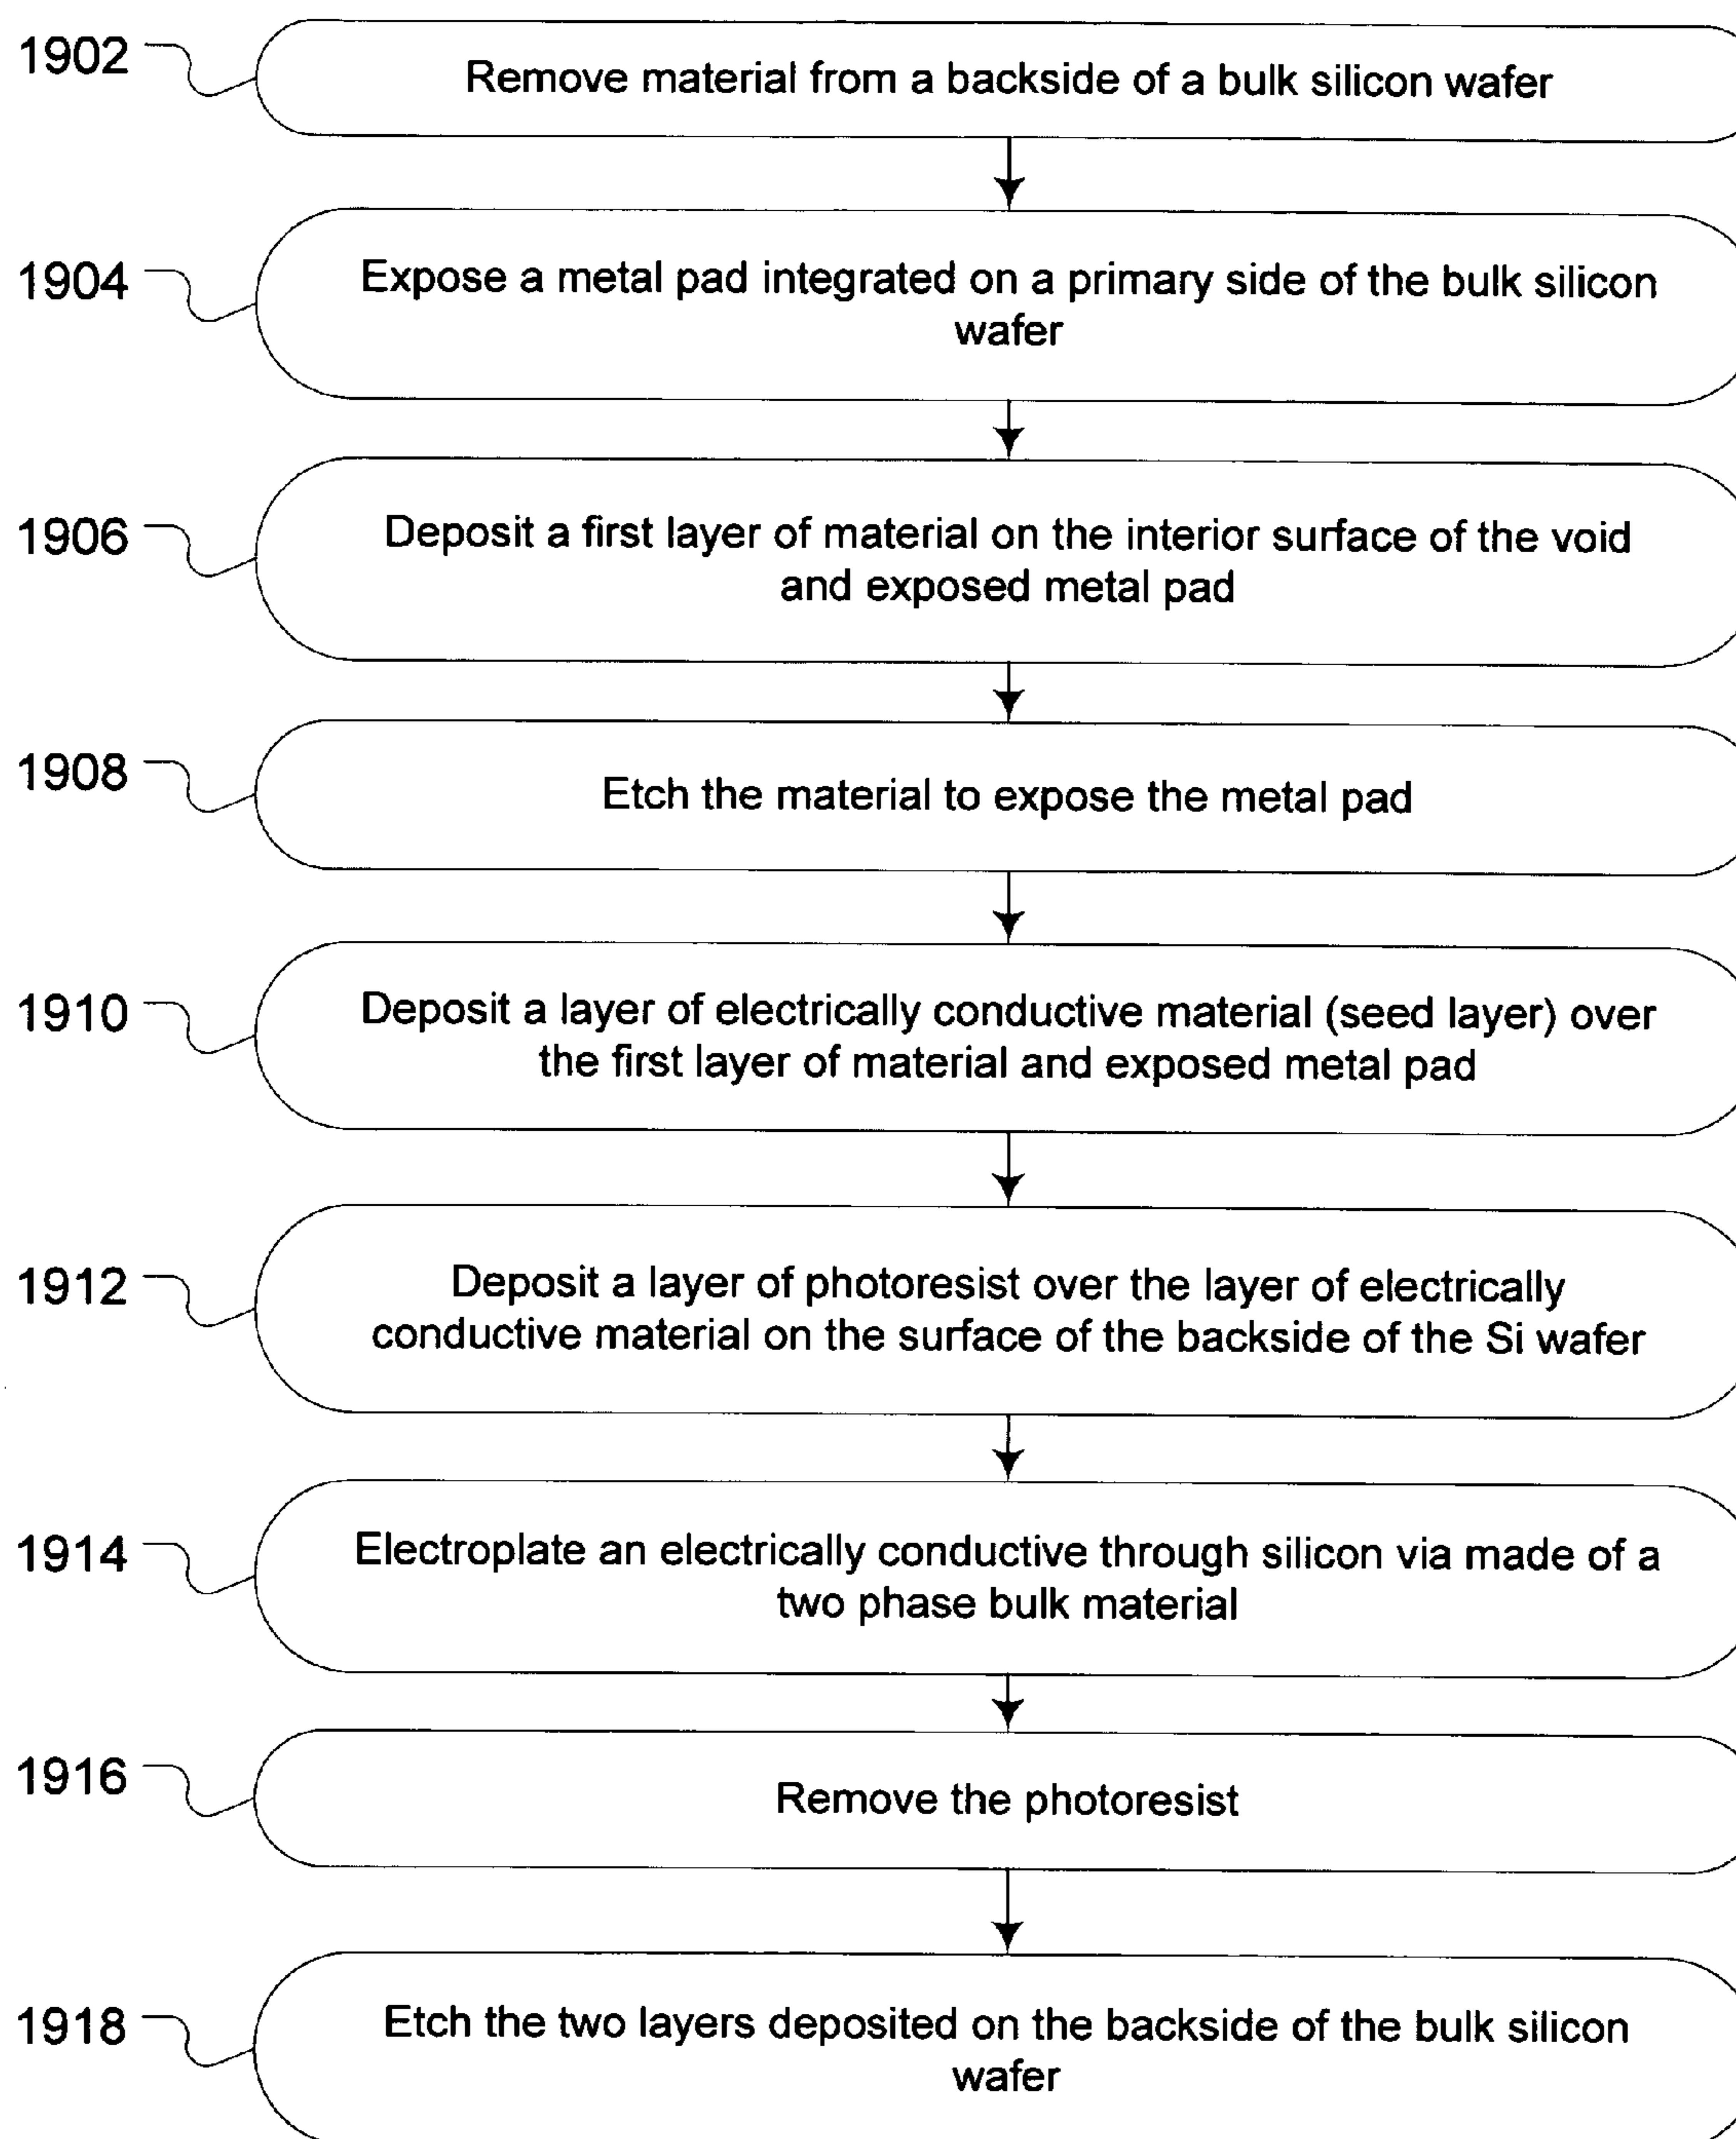 1902
Remove material from a backside of a bulk silicon wafer
1904
Expose a metal pad integrated on a primary side of the bulk silicon
wafer
1906
Deposit a first layer of material on the interior surface of the void
and exposed metal pad
1908
Etch the material to expose the metal pad
1910
Deposit a layer of electrically conductive material (seed layer) over
the first layer of material and exposed metal pad
1912
Deposit a layer of photoresist over the layer of electrically
conductive material on the surface of the backside of the Si wafer
1914
Electroplate an electrically conductive through silicon via made of a
two phase bulk material
1916
Remove the photoresist
1918
Etch the two layers deposited on the backside of the bulk silicon
wafer